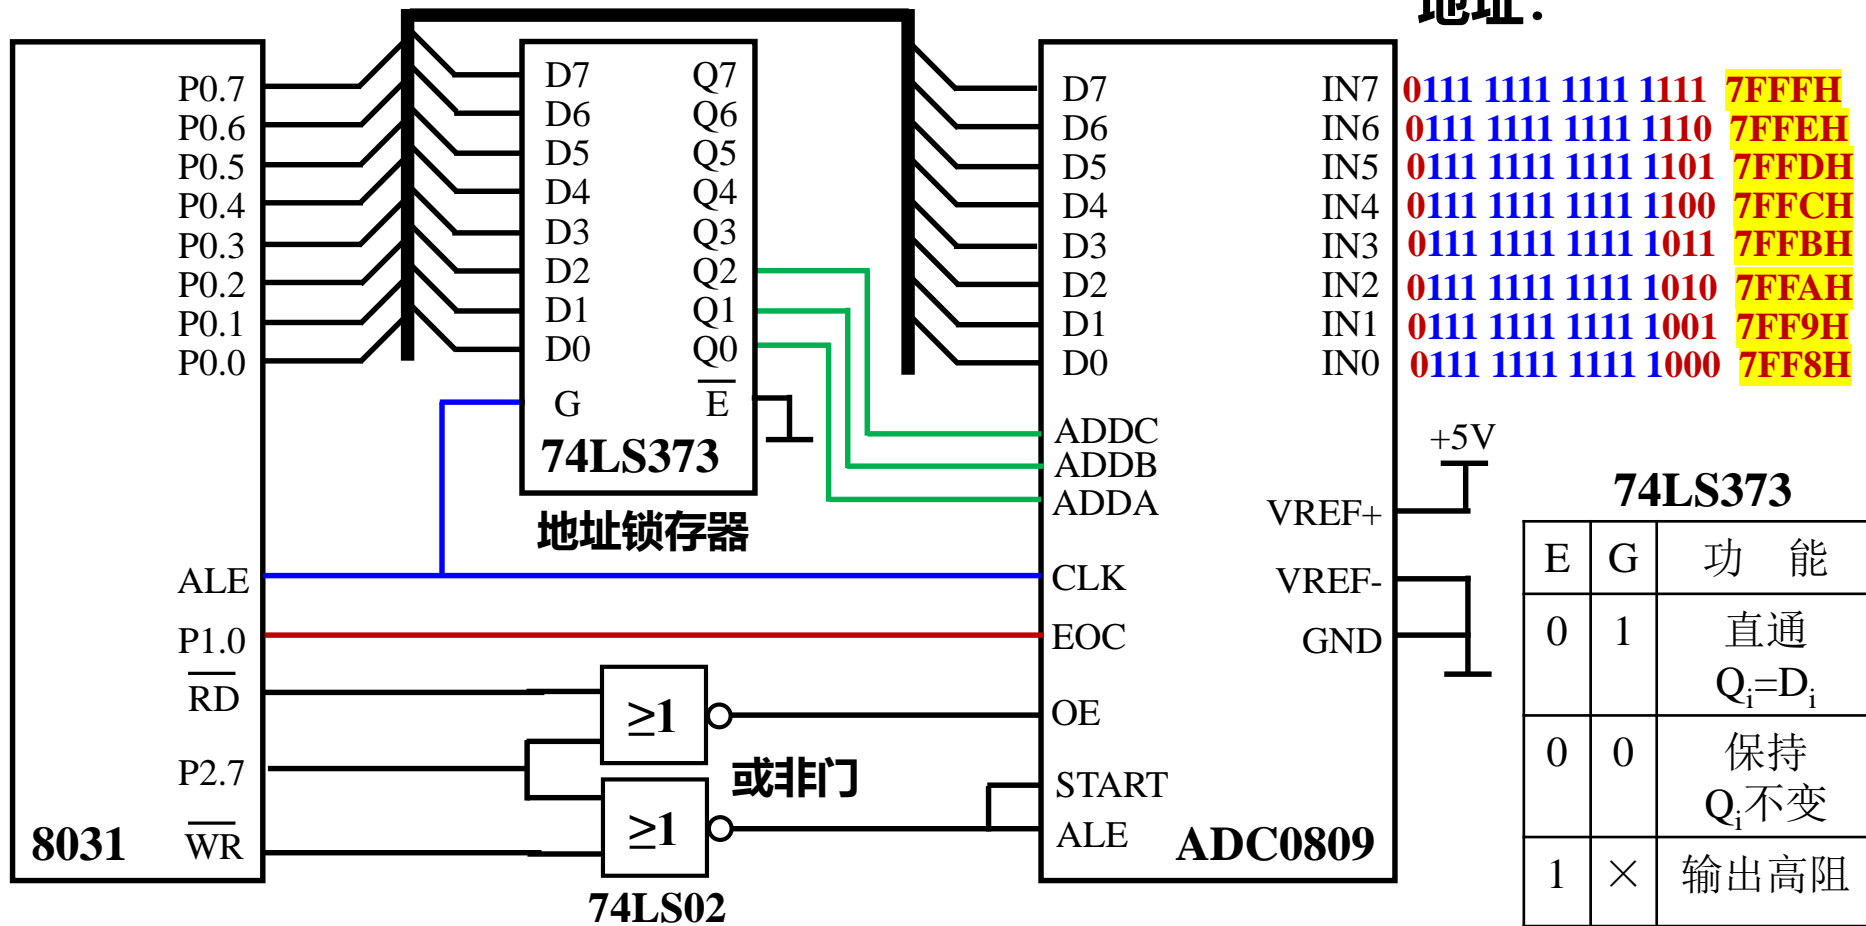 地址：
P0.7
P0.6
P0.5
P0.4
P0.3
P0.2
P0.1
P0.0
ALE
P1.0
RD
P2.7
WR
8031
D7 Q7
D6 Q6
D5 Q5
D4 Q4
D3 Q3
D2 Q2
D1 Q1
D0 Q0
G E
74LS373
地址锁存器
≥1
或非门
≥1
74LS02
D7 IN7 0111 1111 1111 1111 7FFFH
D6 IN6 0111 1111 1111 1110 7FFEH
D5 IN5 0111 1111 1111 1101 7FFDH
D4 IN4 0111 1111 1111 1100 7FFCH
D3 IN3 0111 1111 1111 1011 7FFBH
D2 IN2 0111 1111 1111 1010 7FFAH
D1 IN1 0111 1111 1111 1001 7FF9H
D0 IN0 0111 1111 1111 1000 7FF8H
ADDC
ADDB
ADDA
CLK
EOC
OE
START
ALE
ADC0809
+5V
VREF+
VREF-
GND
74LS373
E G 功 能
0 1 直通
Qi=Di
0 0 保持
Qi不变
1 × 输出高阻